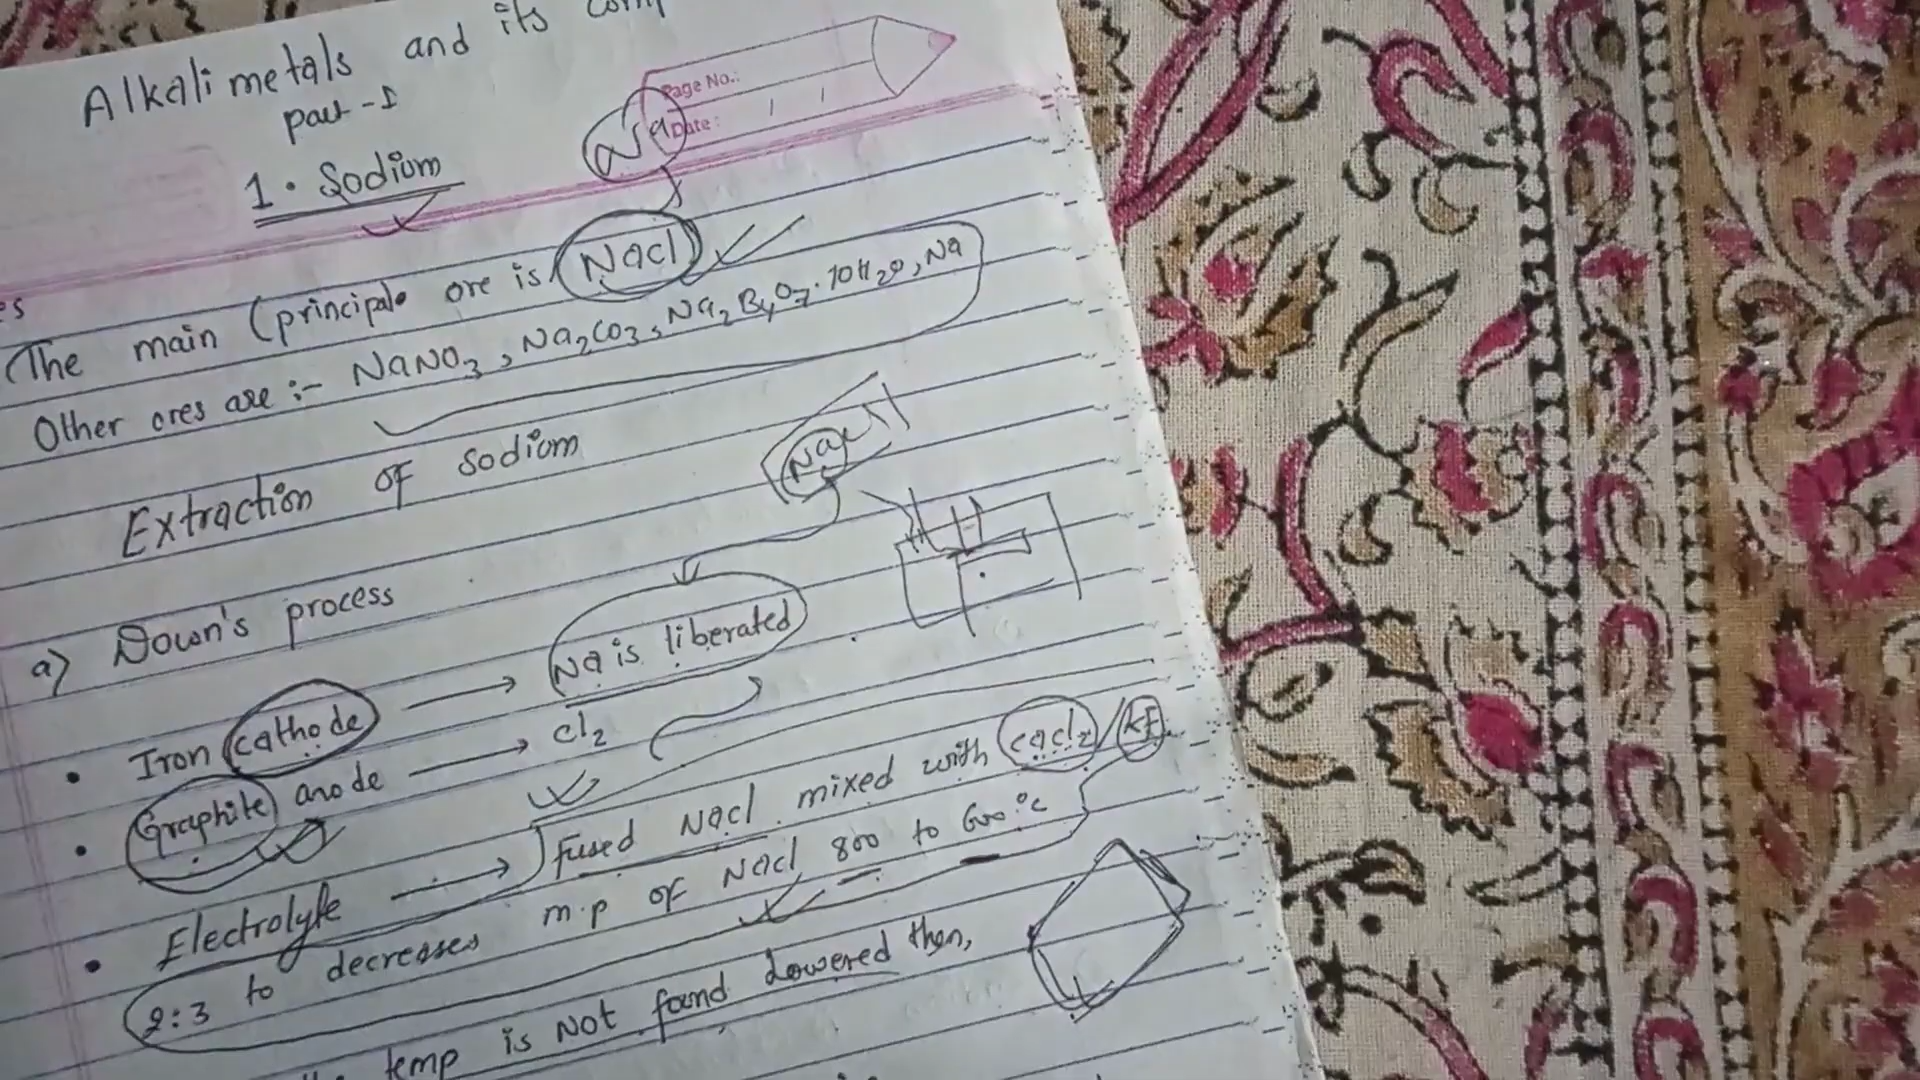 Alkali metals and its comp
part-I
Page No.:
Date:
1. Sodium
Na
es
The main (principal ore is NaCl
Other ores are :- NaNO3, Na2CO3, Na2B4O7.10H2O, Na
Extraction of sodium
NaCl
a) Down's process
• Iron cathode → Na is liberated
• Graphite anode → Cl2
• Electrolyte → Fused NaCl mixed with CaCl2/KF
2:3 to decreases m.p of NaCl 800 to 600°C
temp is Not found Lowered then,